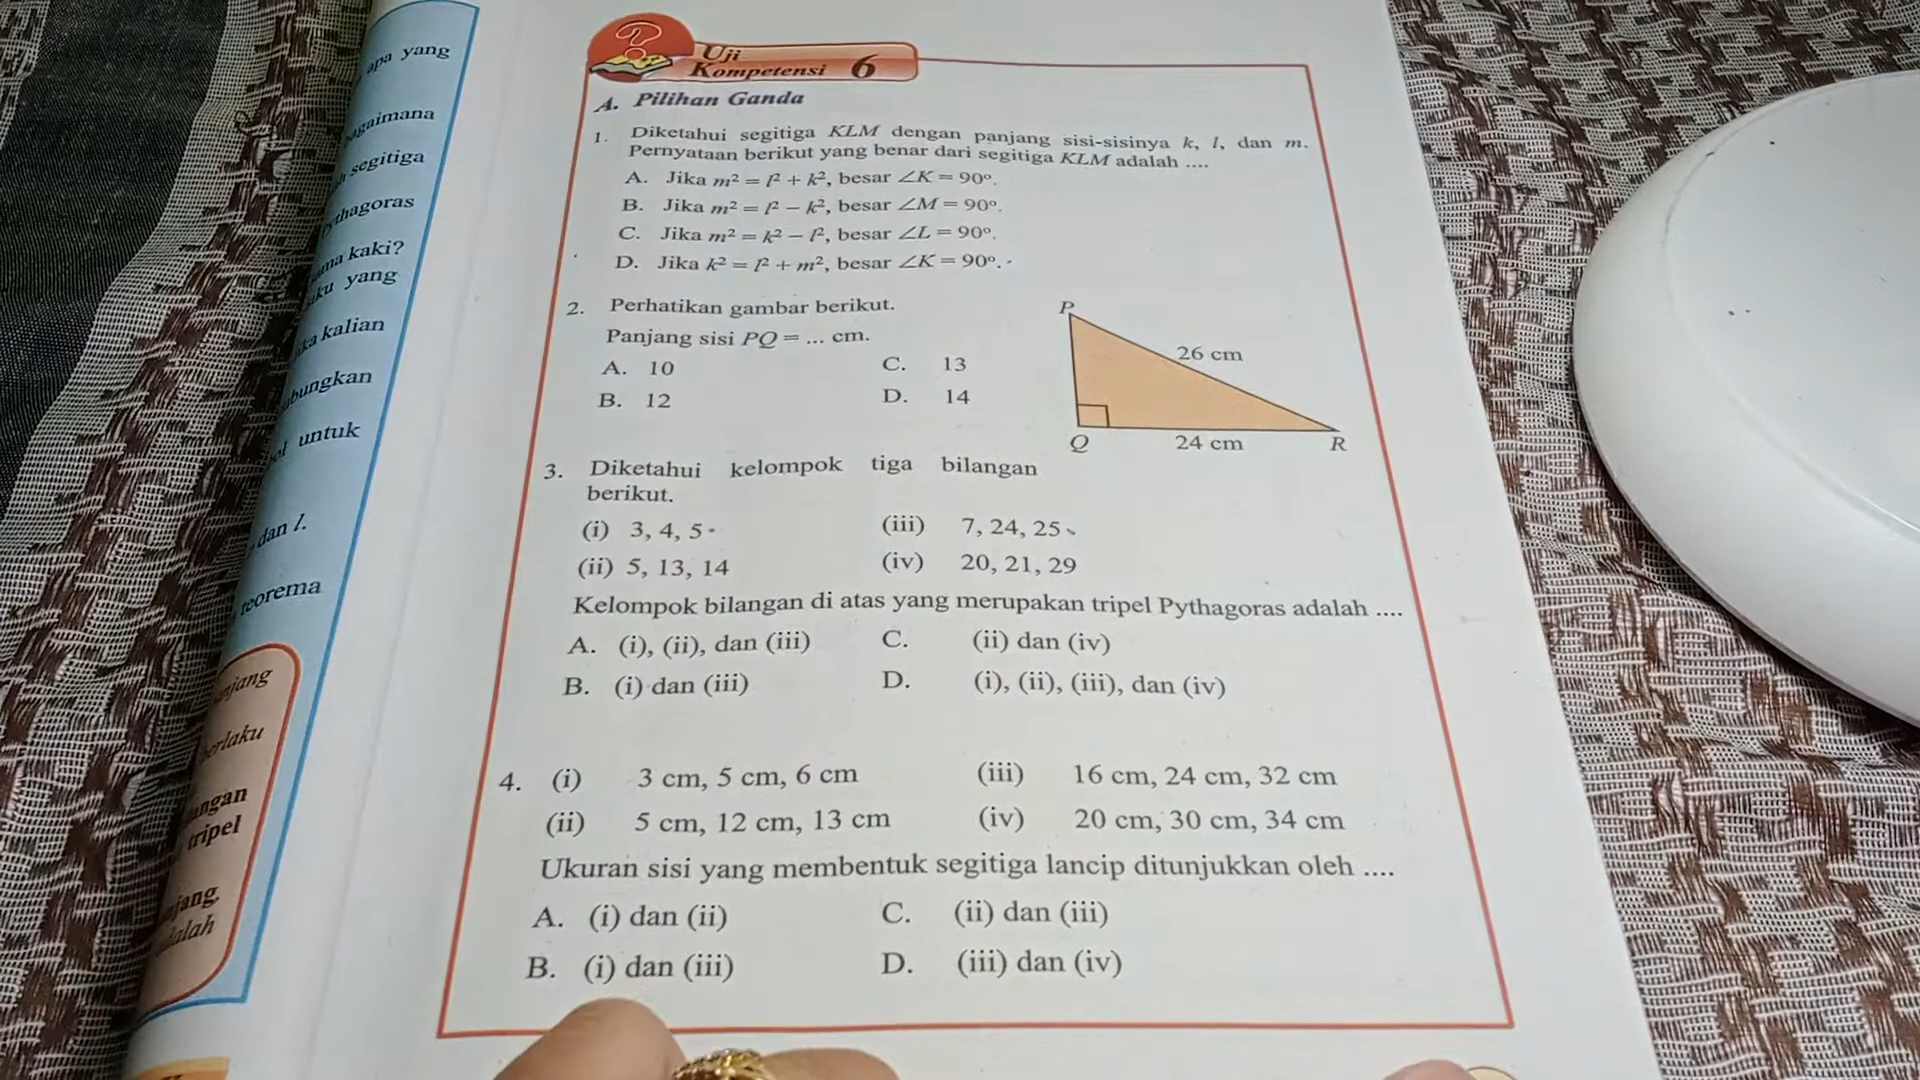 apa yang
segitiga
kaki?
yang
kalian
untuk
dan l.
teorema
tripel
Uji
Kompetensi 6
A. Pilihan Ganda
1. Diketahui segitiga KLM dengan panjang sisi-sisinya k, l, dan m.
Pernyataan berikut yang benar dari segitiga KLM adalah ....
A. Jika m² = l² + k², besar ∠K = 90°.
B. Jika m² = l² − k², besar ∠M = 90°.
C. Jika m² = k² − l², besar ∠L = 90°.
D. Jika k² = l² + m², besar ∠K = 90°.
2. Perhatikan gambar berikut.
Panjang sisi PQ = ... cm.
A. 10 C. 13
B. 12 D. 14
P
26 cm
Q 24 cm R
3. Diketahui kelompok tiga bilangan
berikut.
(i) 3, 4, 5 (iii) 7, 24, 25
(ii) 5, 13, 14 (iv) 20, 21, 29
Kelompok bilangan di atas yang merupakan tripel Pythagoras adalah ....
A. (i), (ii), dan (iii) C. (ii) dan (iv)
B. (i) dan (iii) D. (i), (ii), (iii), dan (iv)
4. (i) 3 cm, 5 cm, 6 cm (iii) 16 cm, 24 cm, 32 cm
(ii) 5 cm, 12 cm, 13 cm (iv) 20 cm, 30 cm, 34 cm
Ukuran sisi yang membentuk segitiga lancip ditunjukkan oleh ....
A. (i) dan (ii) C. (ii) dan (iii)
B. (i) dan (iii) D. (iii) dan (iv)